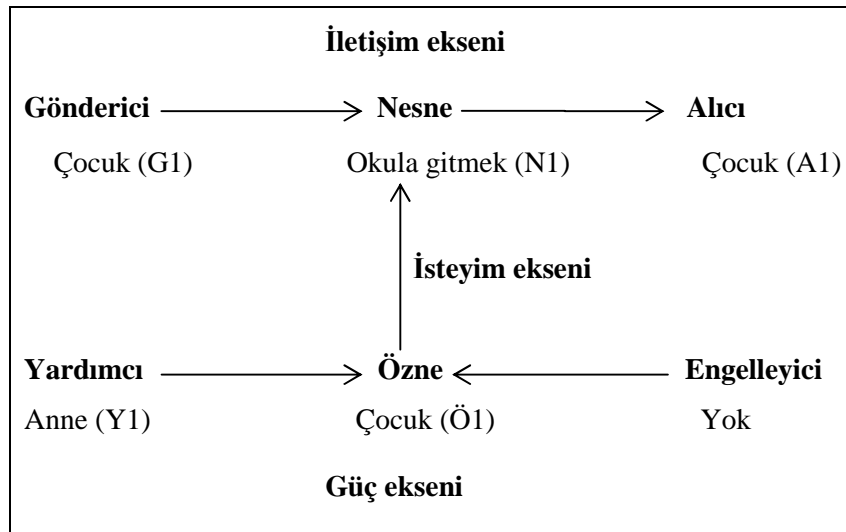 İletişim ekseni
Gönderici Nesne Alıcı
Çocuk (G1) Okula gitmek (N1) Çocuk (A1)
İsteyim ekseni
Yardımcı Özne Engelleyici
Anne (Y1) Çocuk (Ö1) Yok
Güç ekseni